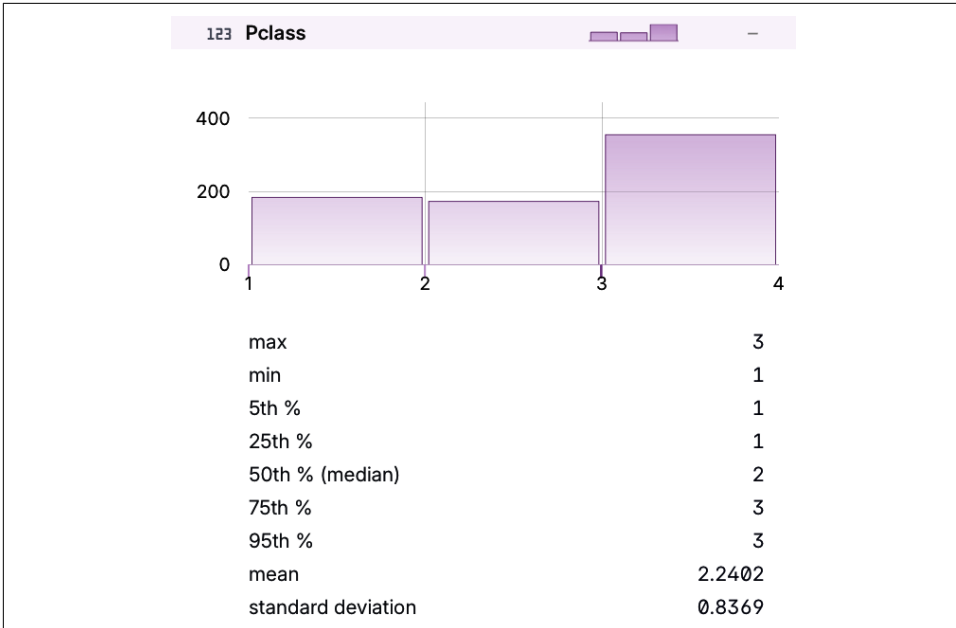 123 Pclass –
400
200
0
1 2 3 4
max 3
min 1
5th % 1
25th % 1
50th % (median) 2
75th % 3
95th % 3
mean 2.2402
standard deviation 0.8369